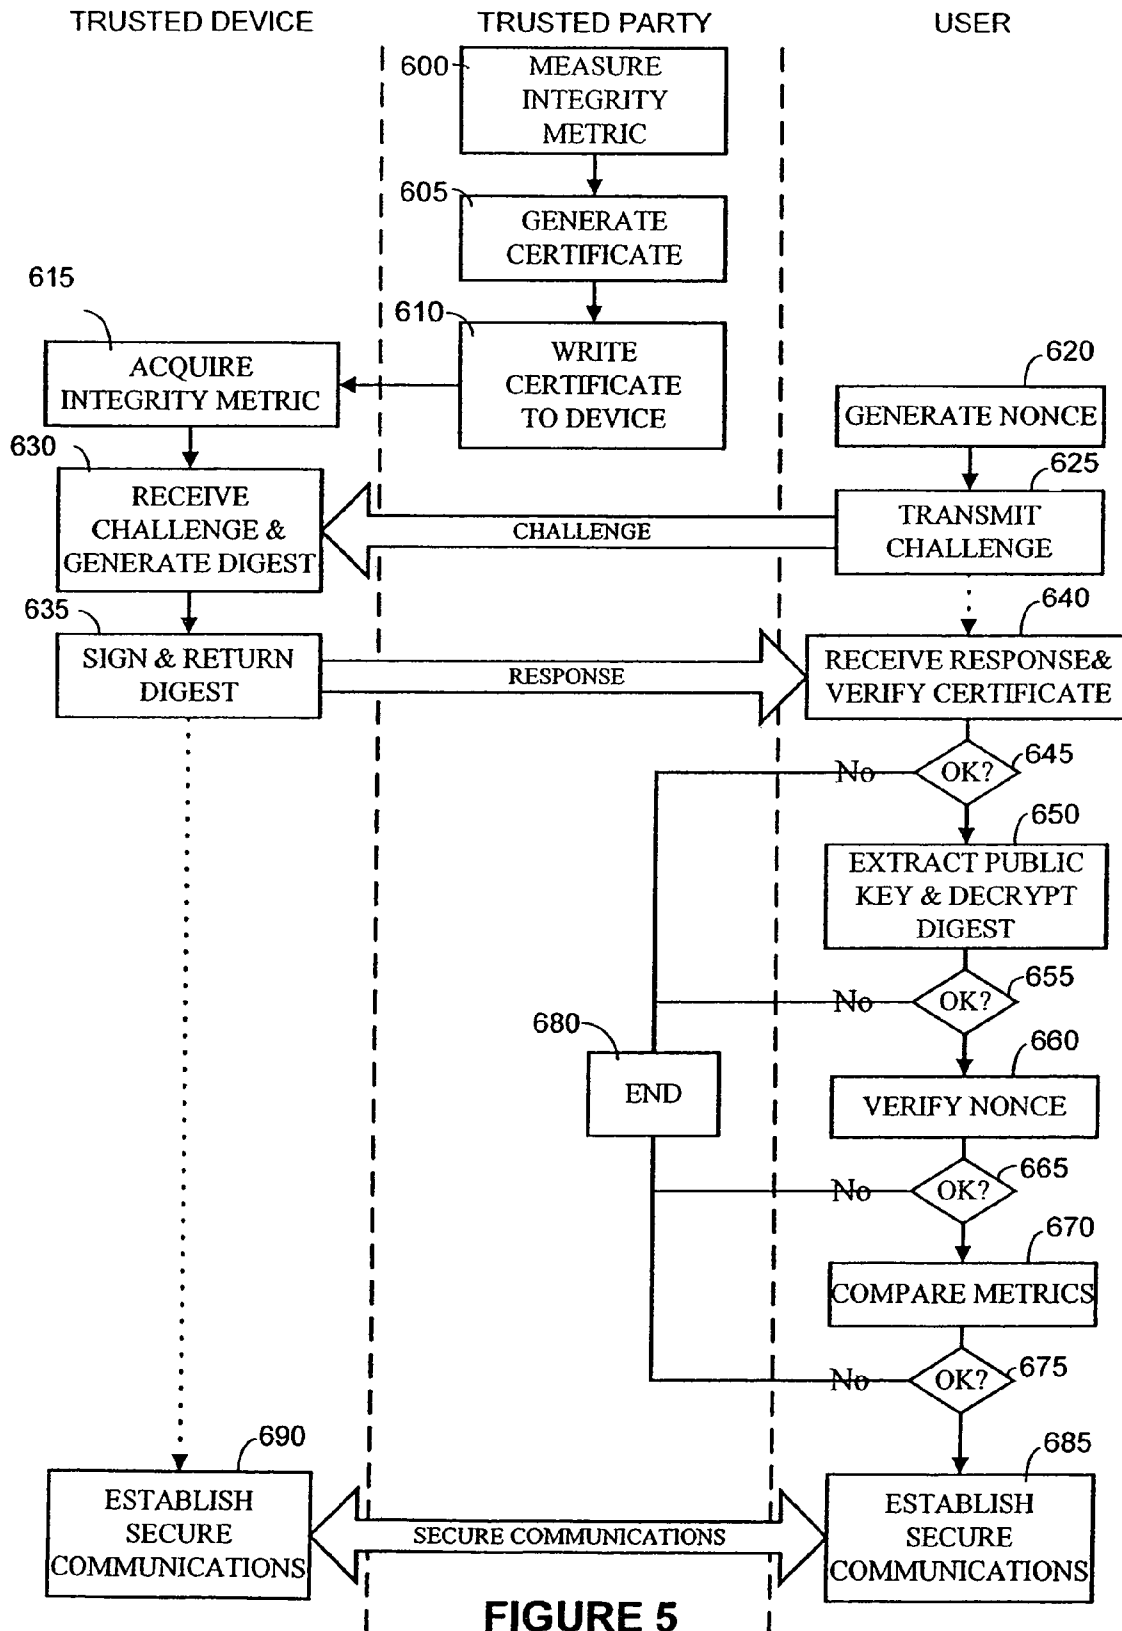 TRUSTED DEVICE
TRUSTED PARTY
USER
600
MEASURE
INTEGRITY
METRIC
605
GENERATE
CERTIFICATE
615
610
WRITE
CERTIFICATE
TO DEVICE
ACQUIRE
INTEGRITY METRIC
620
GENERATE NONCE
630
RECEIVE
CHALLENGE &
GENERATE DIGEST
625
TRANSMIT
CHALLENGE
CHALLENGE
635
SIGN & RETURN
DIGEST
RESPONSE
640
RECEIVE RESPONSE&
VERIFY CERTIFICATE
645
OK?
No
650
EXTRACT PUBLIC
KEY & DECRYPT
DIGEST
655
OK?
No
680
END
660
VERIFY NONCE
665
OK?
No
670
COMPARE METRICS
675
OK?
No
690
ESTABLISH
SECURE
COMMUNICATIONS
SECURE COMMUNICATIONS
685
ESTABLISH
SECURE
COMMUNICATIONS
FIGURE 5